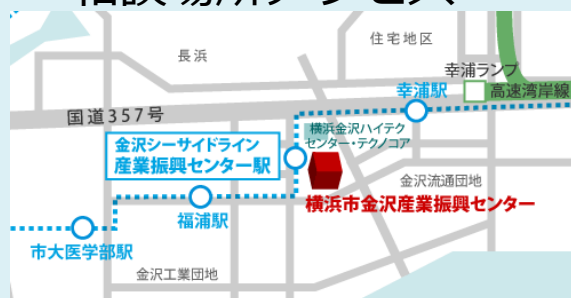 住宅地区
長浜
幸浦ランプ
幸浦駅
高速湾岸線
国道357号
横浜金沢ハイテク
センター・テクノコア
金沢シーサイドライン
産業振興センター駅
金沢流通団地
横浜市金沢産業振興センター
福浦駅
市大医学部駅
金沢工業団地